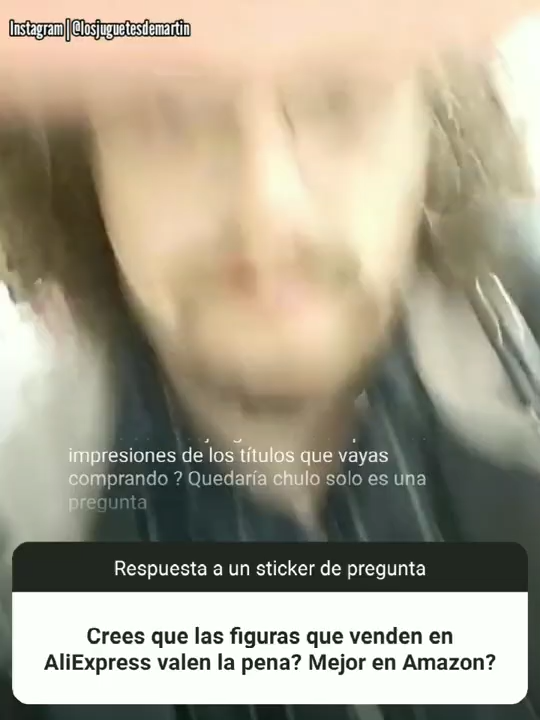 Instagram | @losjuguetesdemartin
impresiones de los títulos que vayas
comprando ? Quedaría chulo solo es una
pregunta
Respuesta a un sticker de pregunta
Crees que las figuras que venden en
AliExpress valen la pena? Mejor en Amazon?